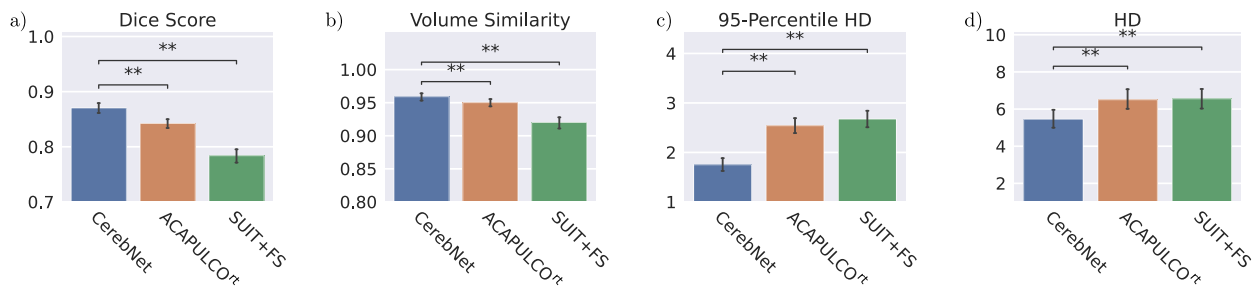 a)
Dice Score
1.0
0.9
0.8
0.7
**
**
CerebNet
ACAPULCOʳᵗ
SUIT+FS
b)
Volume Similarity
1.00
0.95
0.90
0.85
0.80
**
**
CerebNet
ACAPULCOʳᵗ
SUIT+FS
c)
95-Percentile HD
4
3
2
1
**
**
CerebNet
ACAPULCOʳᵗ
SUIT+FS
d)
HD
10
8
6
4
2
**
**
CerebNet
ACAPULCOʳᵗ
SUIT+FS